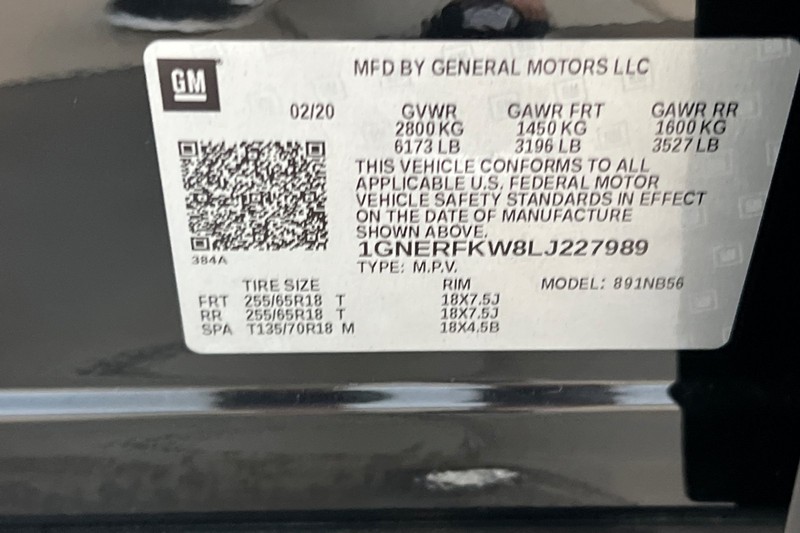 GM
MFD BY GENERAL MOTORS LLC
02/20 GVWR GAWR FRT GAWR RR
2800 KG 1450 KG 1600 KG
6173 LB 3196 LB 3527 LB
THIS VEHICLE CONFORMS TO ALL
APPLICABLE U.S. FEDERAL MOTOR
VEHICLE SAFETY STANDARDS IN EFFECT
ON THE DATE OF MANUFACTURE
SHOWN ABOVE.
1GNERFKW8LJ227989
384A
TYPE: M.P.V.
TIRE SIZE RIM MODEL: 891NB56
FRT 255/65R18 T 18X7.5J
RR 255/65R18 T 18X7.5J
SPA T135/70R18 M 18X4.5B